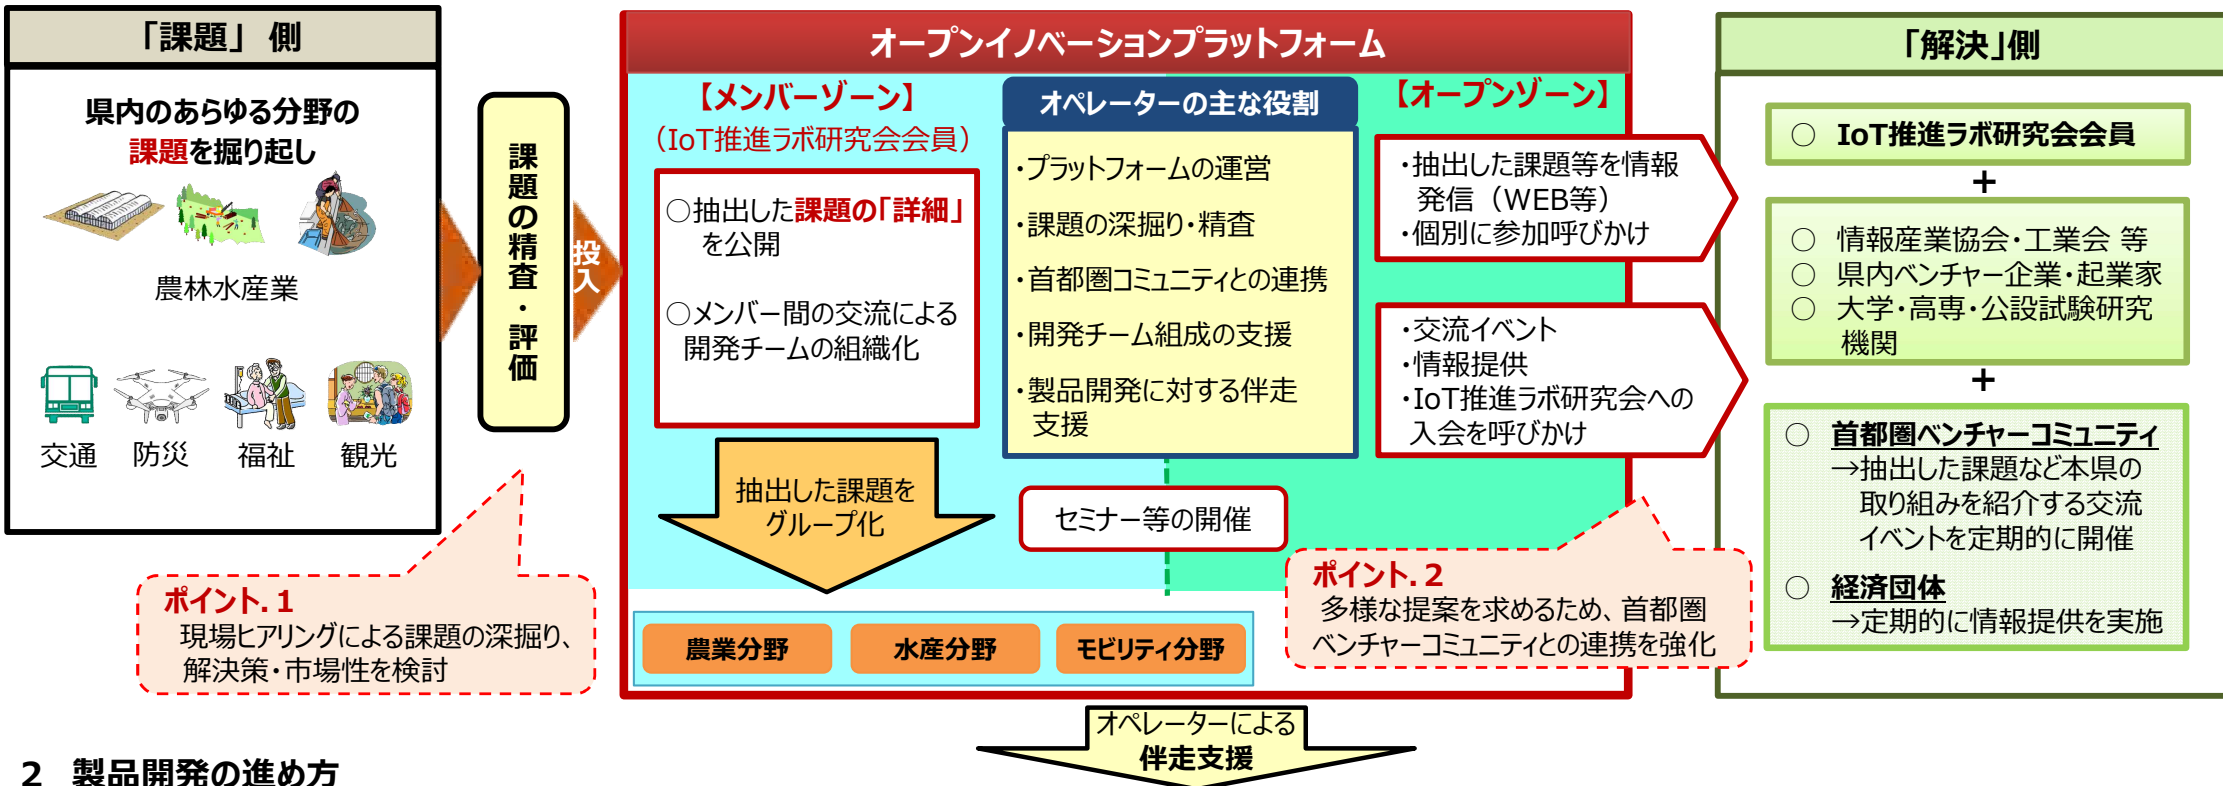 「課題」 側
県内のあらゆる分野の
課題を掘り起し
農林水産業
交通
防災
福祉
観光
課題の精査・評価
投入
ポイント.1
現場ヒアリングによる課題の深掘り、
解決策・市場性を検討
オープンイノベーションプラットフォーム
【メンバーゾーン】
（IoT推進ラボ研究会会員）
○抽出した課題の「詳細」
を公開
○メンバー間の交流による
開発チームの組織化
抽出した課題を
グループ化
オペレーターの主な役割
・プラットフォームの運営
・課題の深掘り・精査
・首都圏コミュニティとの連携
・開発チーム組成の支援
・製品開発に対する伴走
支援
セミナー等の開催
【オープンゾーン】
・抽出した課題等を情報
発信（WEB等）
・個別に参加呼びかけ
・交流イベント
・情報提供
・IoT推進ラボ研究会への
入会を呼びかけ
ポイント.2
多様な提案を求めるため、首都圏
ベンチャーコミュニティとの連携を強化
農業分野
水産分野
モビリティ分野
「解決」側
○ IoT推進ラボ研究会会員
+
○ 情報産業協会・工業会 等
○ 県内ベンチャー企業・起業家
○ 大学・高専・公設試験研究
機関
+
○ 首都圏ベンチャーコミュニティ
→抽出した課題など本県の
取り組みを紹介する交流
イベントを定期的に開催
○ 経済団体
→定期的に情報提供を実施
オペレーターによる
伴走支援
2 製品開発の進め方